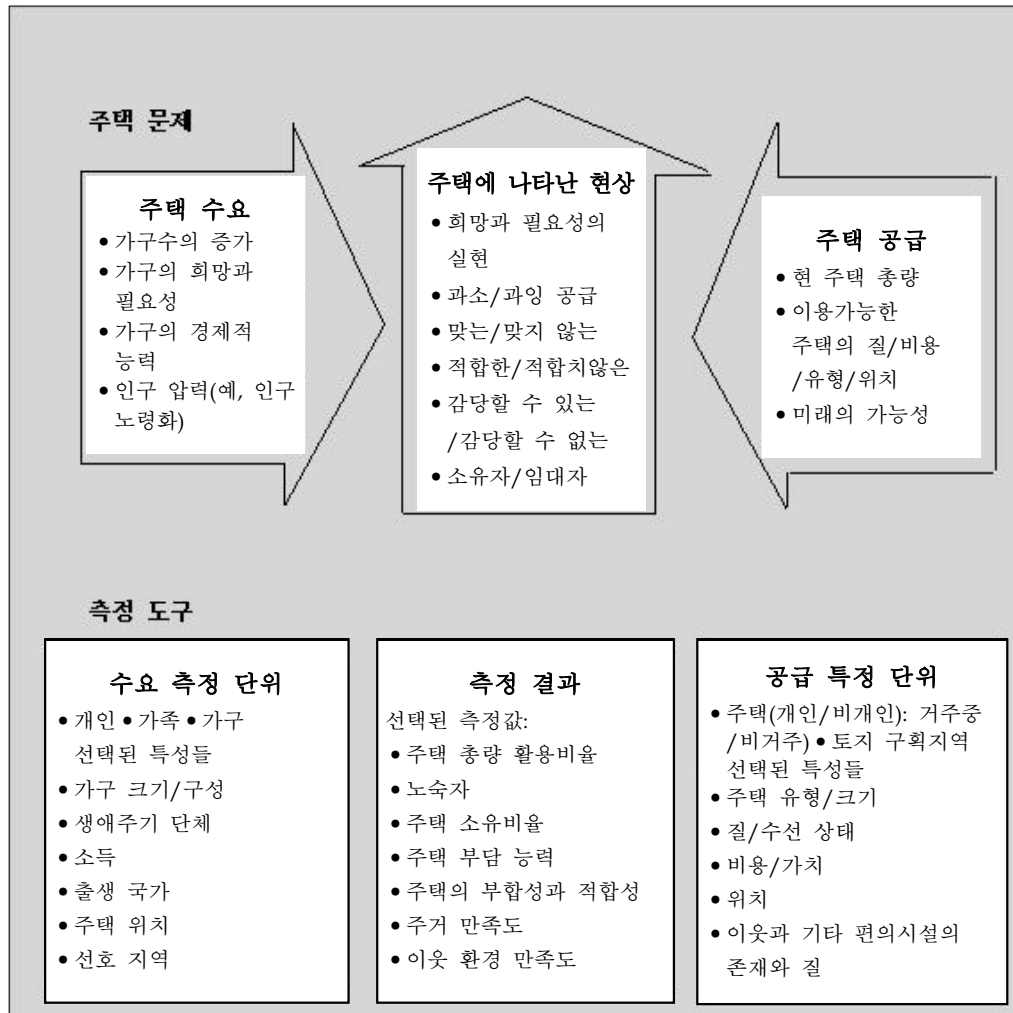 주택 문제
주택 수요
• 가구수의 증가
• 가구의 희망과
필요성
• 가구의 경제적
능력
• 인구 압력(예, 인구
노령화)
주택에 나타난 현상
• 희망과 필요성의
실현
• 과소/과잉 공급
• 맞는/맞지 않는
• 적합한/적합치않은
• 감당할 수 있는
/감당할 수 없는
• 소유자/임대자
주택 공급
• 현 주택 총량
• 이용가능한
주택의 질/비용
/유형/위치
• 미래의 가능성
측정 도구
수요 측정 단위
• 개인 • 가족 • 가구
선택된 특성들
• 가구 크기/구성
• 생애주기 단체
• 소득
• 출생 국가
• 주택 위치
• 선호 지역
측정 결과
선택된 측정값:
• 주택 총량 활용비율
• 노숙자
• 주택 소유비율
• 주택 부담 능력
• 주택의 부합성과 적합성
• 주거 만족도
• 이웃 환경 만족도
공급 특정 단위
• 주택(개인/비개인): 거주중
/비거주) • 토지 구획지역
선택된 특성들
• 주택 유형/크기
• 질/수선 상태
• 비용/가치
• 위치
• 이웃과 기타 편의시설의
존재와 질